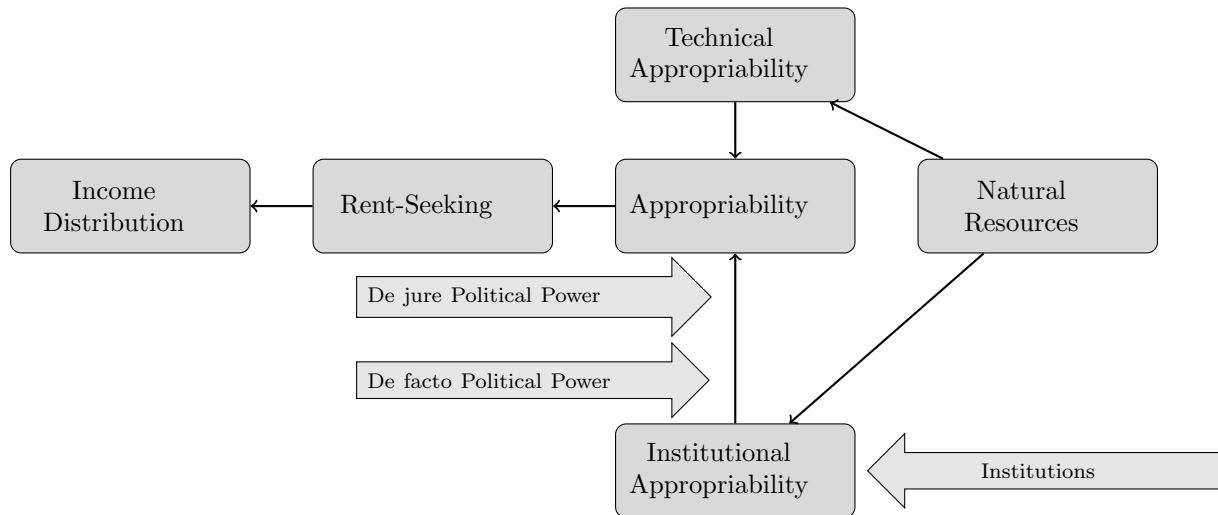 Technical
Appropriability
Income
Distribution
Rent-Seeking
Appropriability
Natural
Resources
De jure Political Power
De facto Political Power
Institutional
Appropriability
Institutions